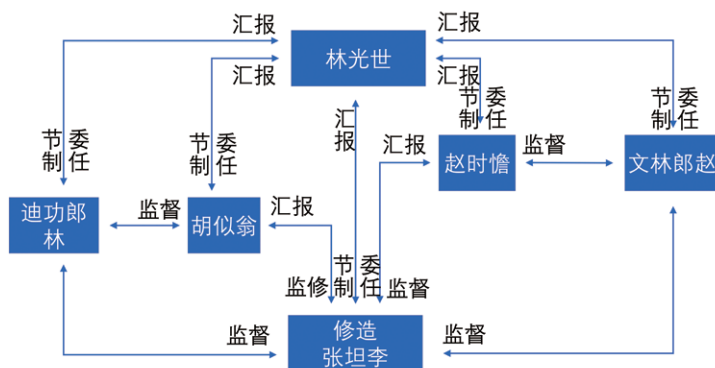 汇报
汇报
林光世
汇报
汇报
节制
委任
节制
委任
汇报
节制
委任
节制
委任
汇报
赵时憺
监督
文林郎赵
迪功郎
林
监督
胡似翁
汇报
监修
节制
委任
监督
监督
修造
张坦李
监督